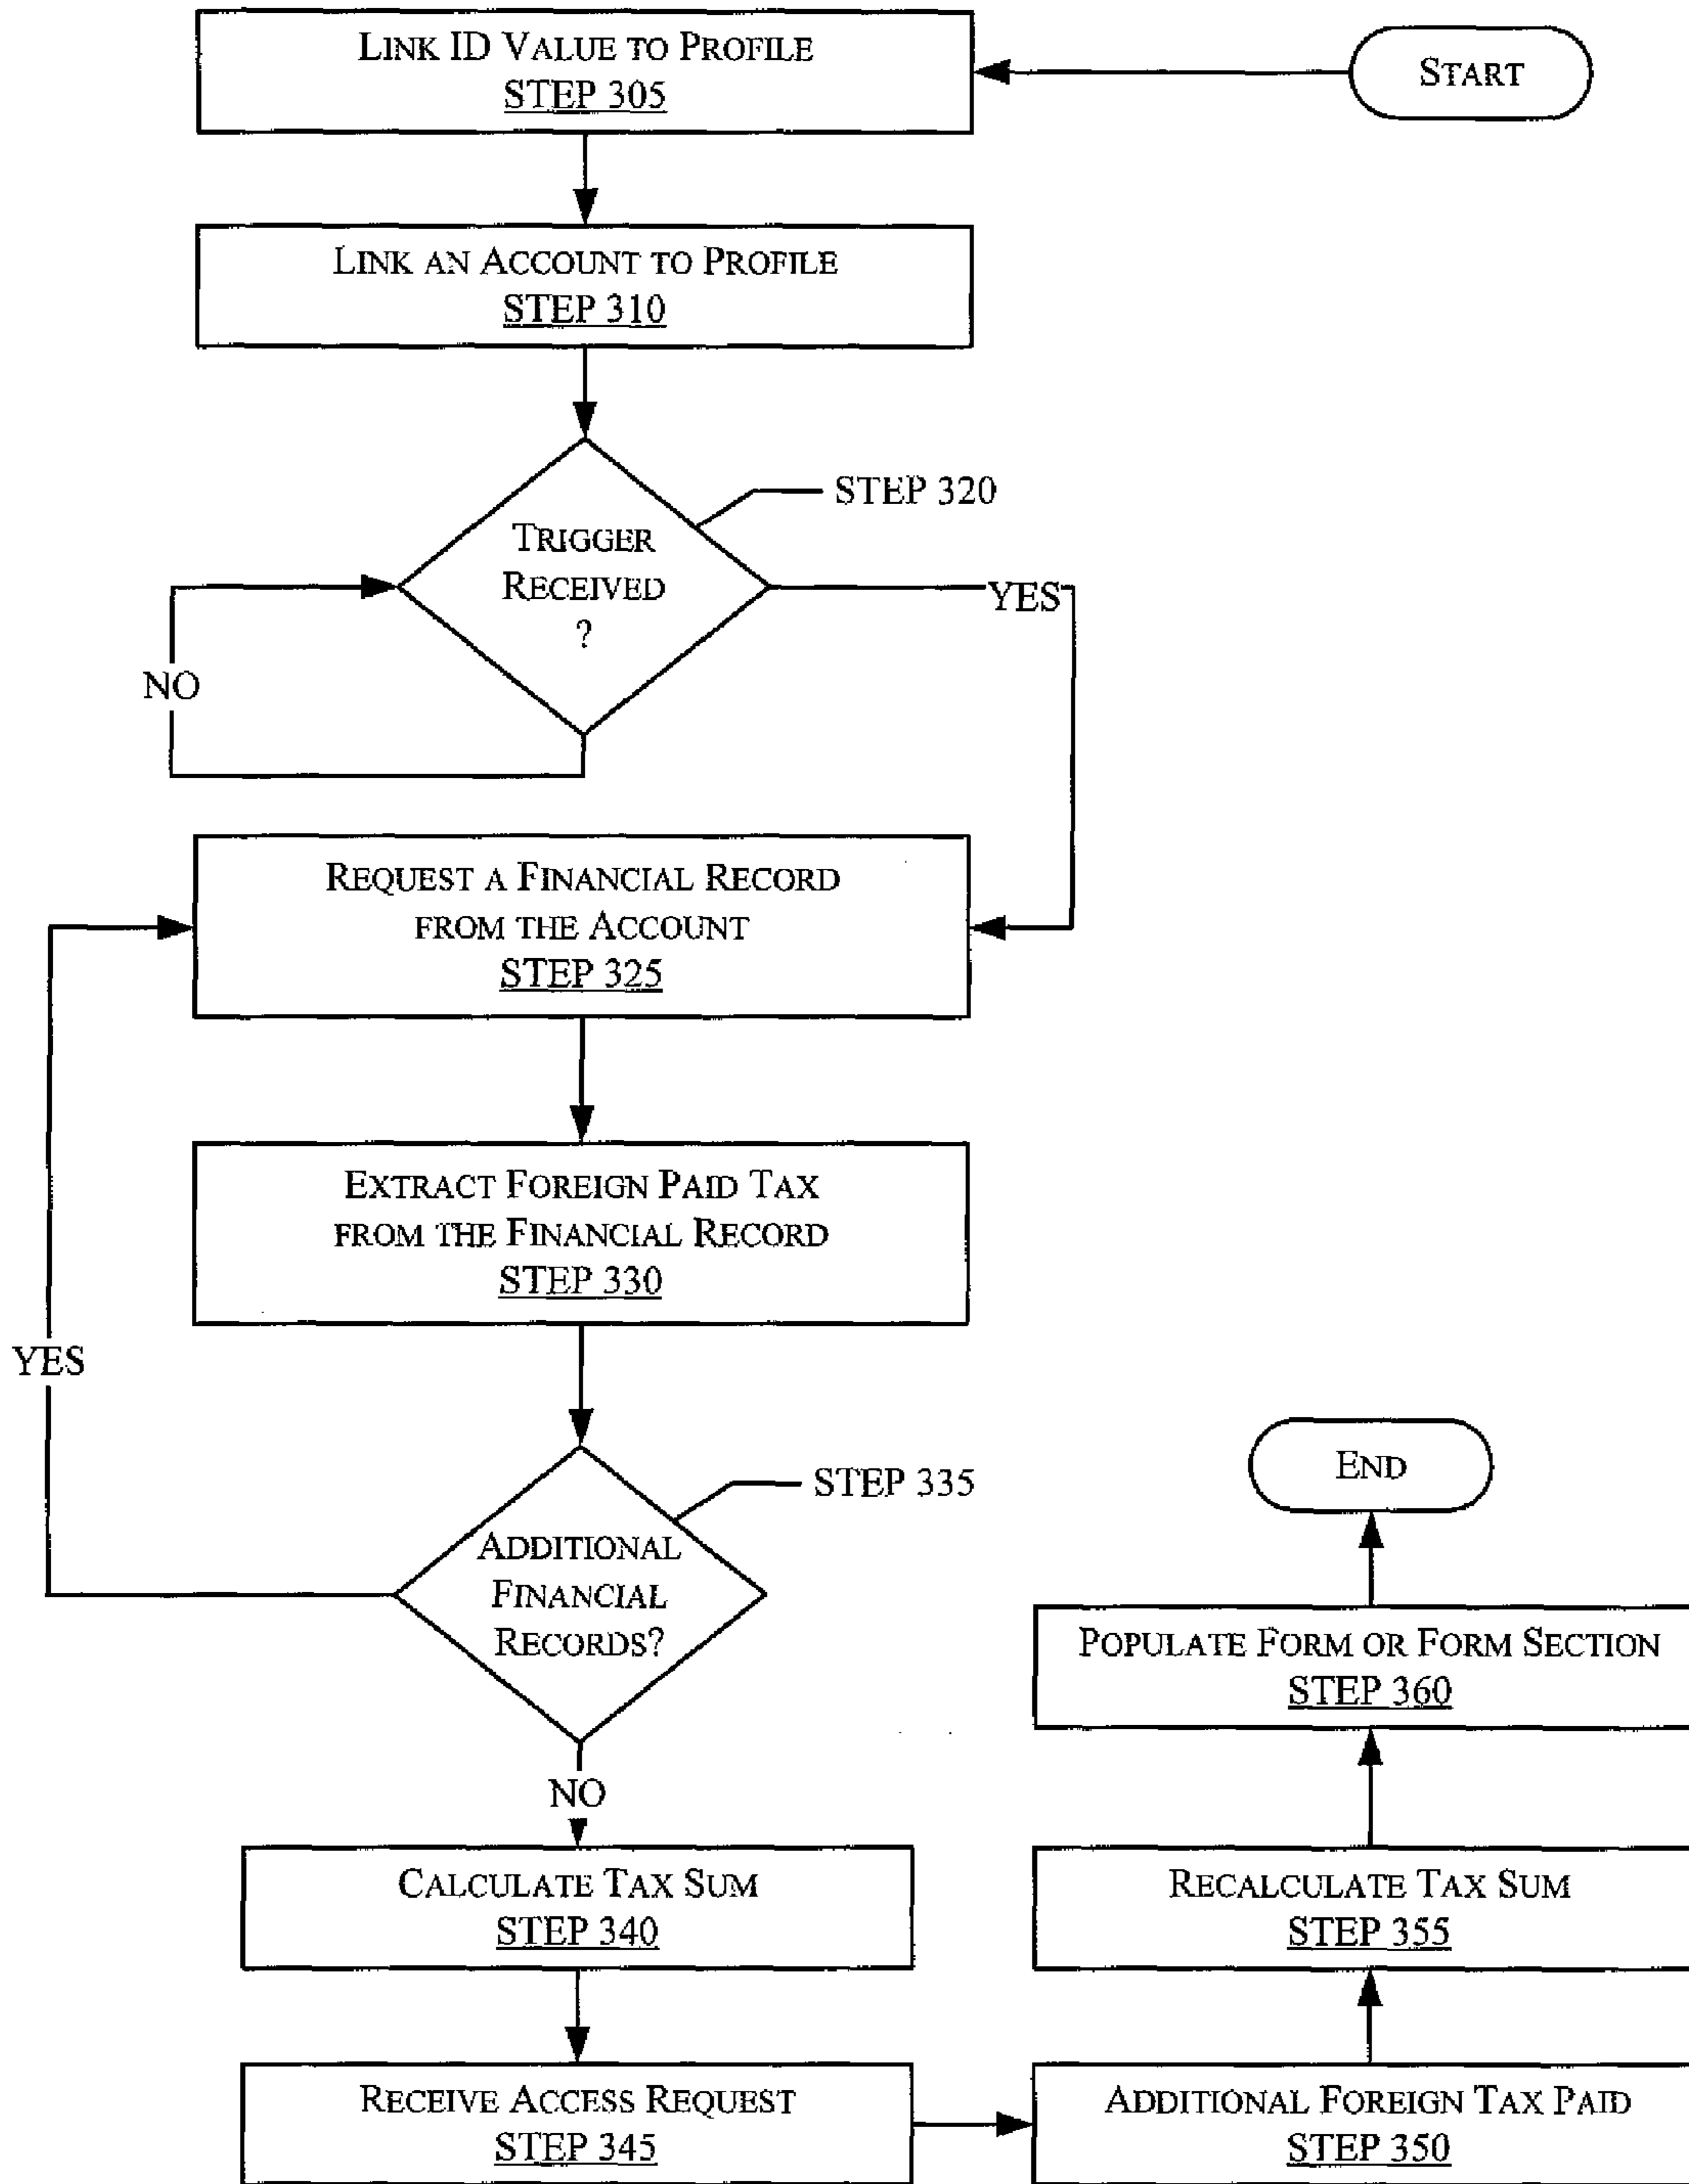 START
LINK ID VALUE TO PROFILE
STEP 305
LINK AN ACCOUNT TO PROFILE
STEP 310
STEP 320
TRIGGER
RECEIVED
?
YES
NO
REQUEST A FINANCIAL RECORD
FROM THE ACCOUNT
STEP 325
EXTRACT FOREIGN PAID TAX
FROM THE FINANCIAL RECORD
STEP 330
YES
STEP 335
ADDITIONAL
FINANCIAL
RECORDS?
NO
CALCULATE TAX SUM
STEP 340
RECEIVE ACCESS REQUEST
STEP 345
ADDITIONAL FOREIGN TAX PAID
STEP 350
RECALCULATE TAX SUM
STEP 355
POPULATE FORM OR FORM SECTION
STEP 360
END